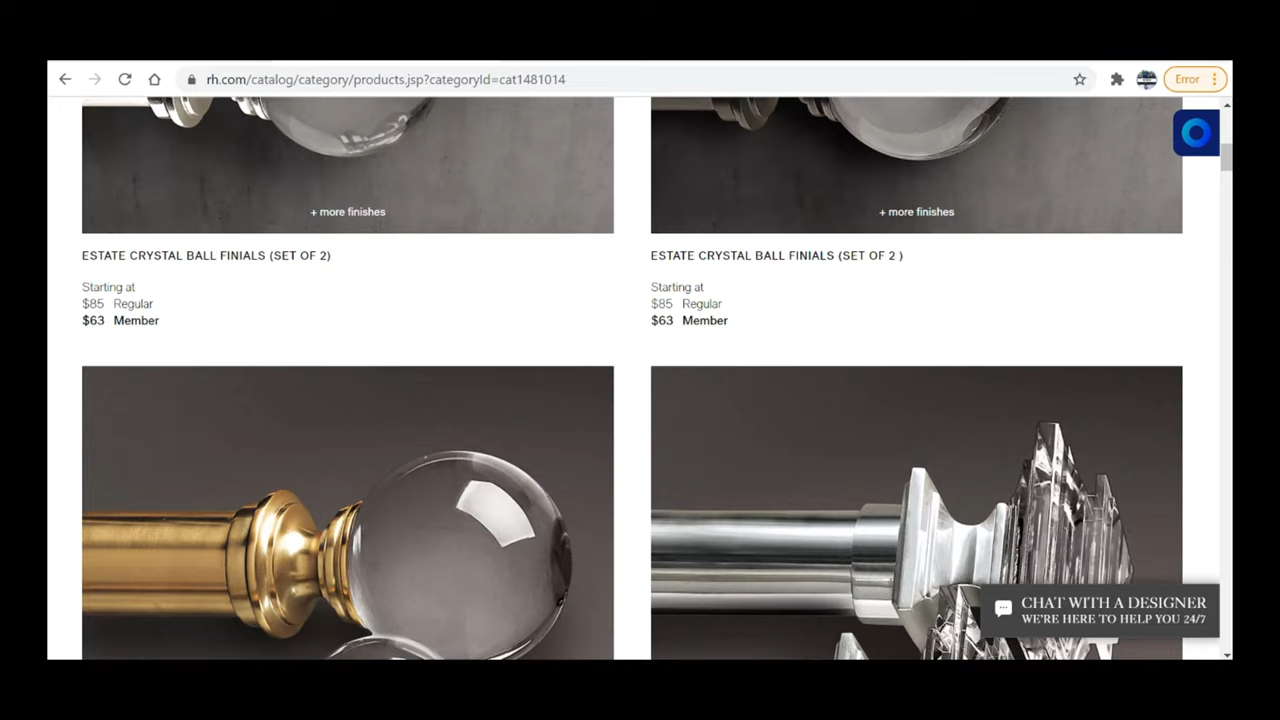 rh.com/catalog/category/products.jsp?categoryId=cat1481014
Error
+ more finishes
+ more finishes
ESTATE CRYSTAL BALL FINIALS (SET OF 2)
Starting at
$85 Regular
$63 Member
ESTATE CRYSTAL BALL FINIALS (SET OF 2 )
Starting at
$85 Regular
$63 Member
CHAT WITH A DESIGNER
WE'RE HERE TO HELP YOU 24/7